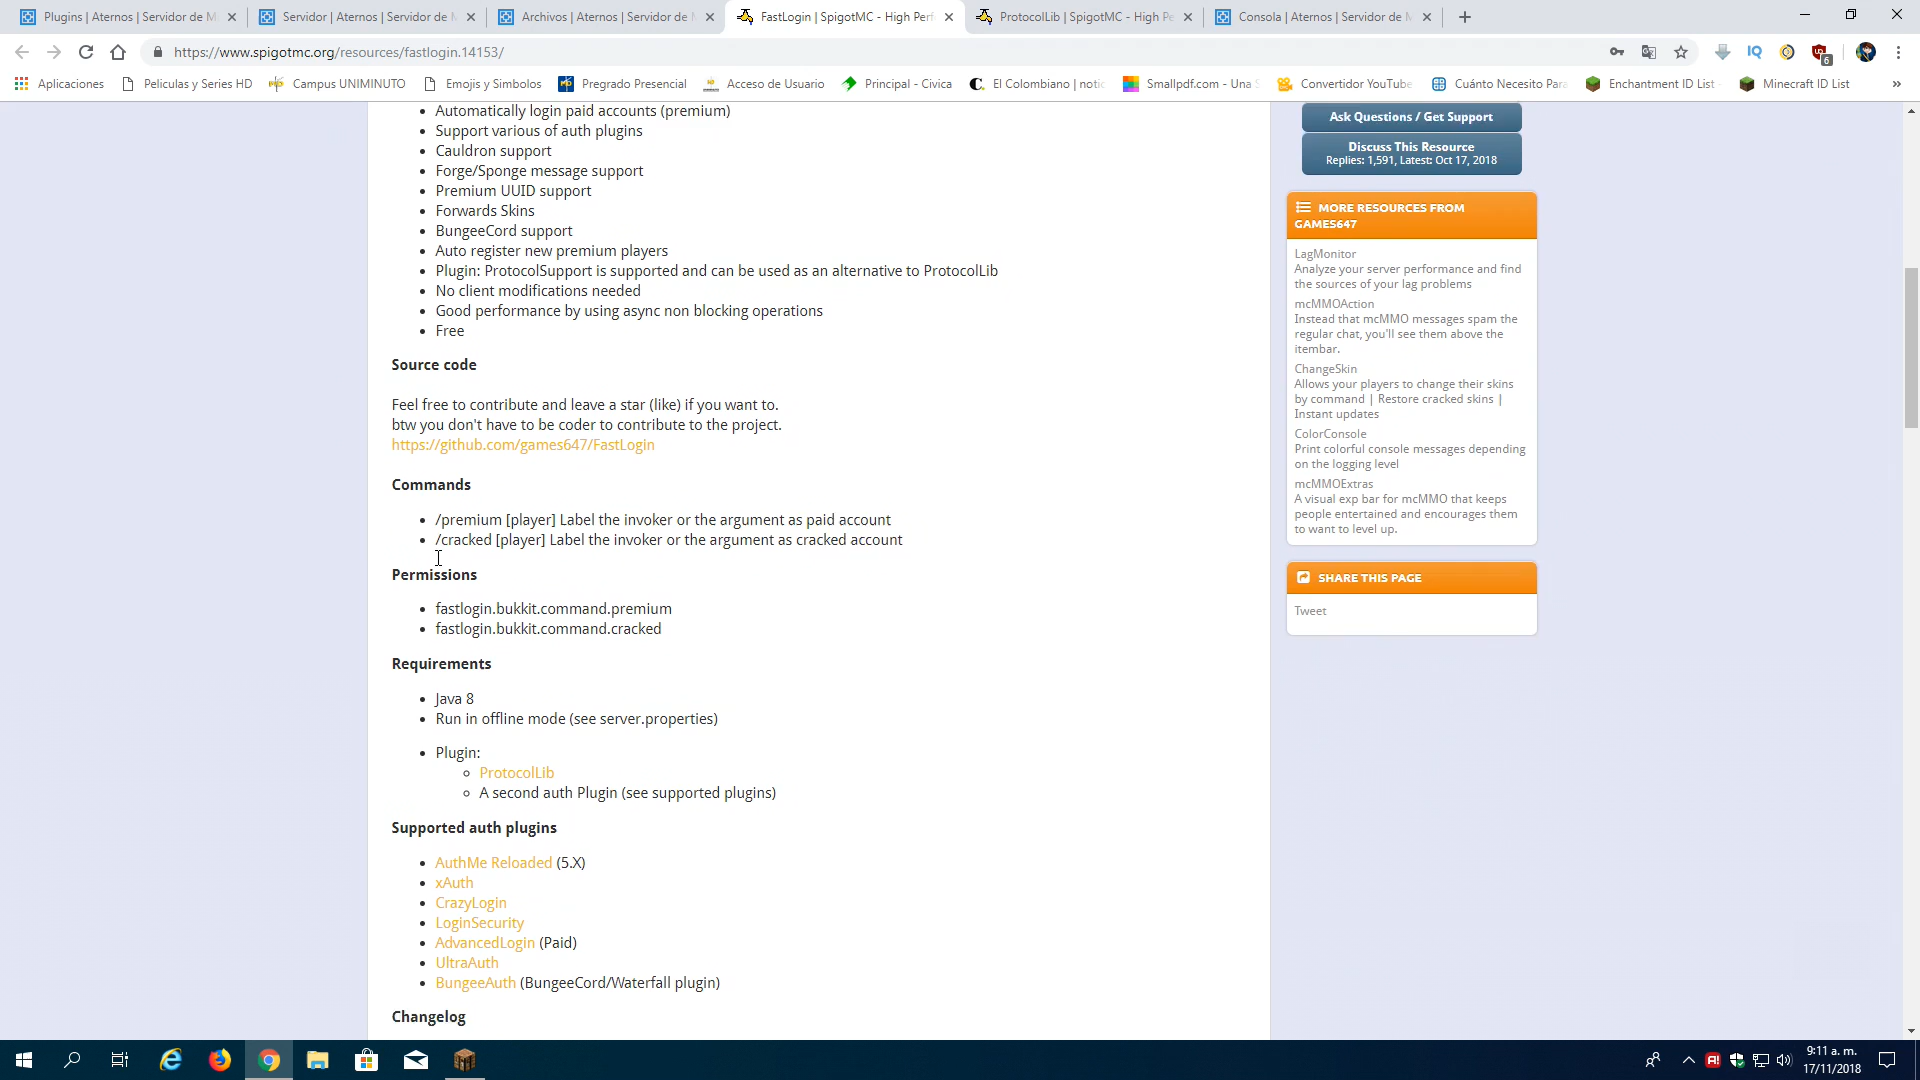 Plugins | Aternos | Servidor de M
Servidor | Aternos | Servidor de M
Archivos | Aternos | Servidor de M
FastLogin | SpigotMC - High Perf
ProtocolLib | SpigotMC - High Pe
Consola | Aternos | Servidor de M
https://www.spigotmc.org/resources/fastlogin.14153/
6
Aplicaciones
Peliculas y Series HD
Campus UNIMINUTO
Emojis y Simbolos
Pregrado Presencial
Acceso de Usuario
Principal - Civica
El Colombiano | notic
Smallpdf.com - Una S
Convertidor YouTube
Cuánto Necesito Para
Enchantment ID List -
Minecraft ID List
»
• Automatically login paid accounts (premium)
• Support various of auth plugins
• Cauldron support
• Forge/Sponge message support
• Premium UUID support
• Forwards Skins
• BungeeCord support
• Auto register new premium players
• Plugin: ProtocolSupport is supported and can be used as an alternative to ProtocolLib
• No client modifications needed
• Good performance by using async non blocking operations
• Free
Source code
Feel free to contribute and leave a star (like) if you want to.
btw you don't have to be coder to contribute to the project.
https://github.com/games647/FastLogin
Commands
• /premium [player] Label the invoker or the argument as paid account
• /cracked [player] Label the invoker or the argument as cracked account
Permissions
• fastlogin.bukkit.command.premium
• fastlogin.bukkit.command.cracked
Requirements
• Java 8
• Run in offline mode (see server.properties)
• Plugin:
ProtocolLib
A second auth Plugin (see supported plugins)
Supported auth plugins
• AuthMe Reloaded (5.X)
• xAuth
• CrazyLogin
• LoginSecurity
• AdvancedLogin (Paid)
• UltraAuth
• BungeeAuth (BungeeCord/Waterfall plugin)
Changelog
Ask Questions / Get Support
Discuss This Resource
Replies: 1,591, Latest: Oct 17, 2018
MORE RESOURCES FROM
GAMES647
LagMonitor
Analyze your server performance and find
the sources of your lag problems
mcMMOAction
Instead that mcMMO messages spam the
regular chat, you'll see them above the
itembar.
ChangeSkin
Allows your players to change their skins
by command | Restore cracked skins |
Instant updates
ColorConsole
Print colorful console messages depending
on the logging level
mcMMOExtras
A visual exp bar for mcMMO that keeps
people entertained and encourages them
to want to level up.
SHARE THIS PAGE
Tweet
9:11 a. m.
17/11/2018